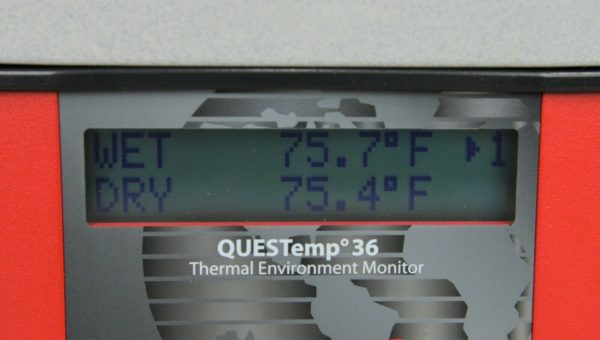 WET 75.7°F ▶1
DRY 75.4°F
QUESTemp°36
Thermal Environment Monitor